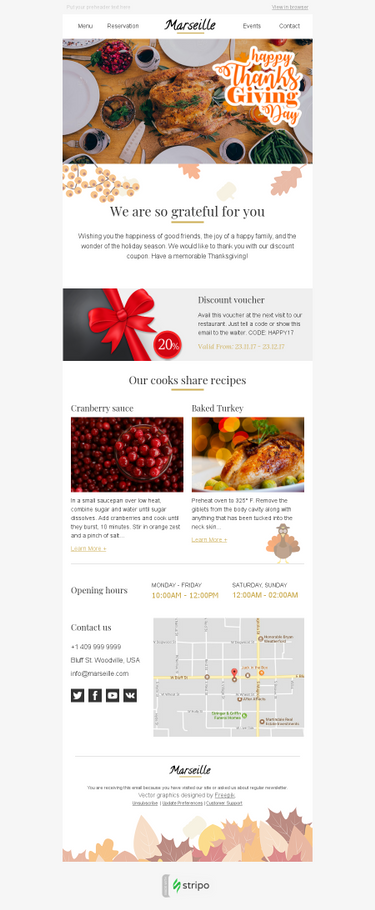 Put your preheader text here
View in browser
Menu
Reservation
Marseille
Events
Contact
happy
Thanks
Giving
Day
We are so grateful for you
Wishing you the happiness of good friends, the joy of a happy family, and the
wonder of the holiday season. We would like to thank you with our discount
coupon. Have a memorable Thanksgiving!
20%
Discount voucher
Avail this voucher at the next visit to our
restaurant. Just tell a code or show this
email to the waiter. CODE: HAPPY17
Valid From: 23.11.17 - 23.12.17
Our cooks share recipes
Cranberry sauce
In a small saucepan over low heat,
combine sugar and water until sugar
dissolves. Add cranberries and cook until
they burst, 10 minutes. Stir in orange zest
and a pinch of salt...
Learn More +
Baked Turkey
Preheat oven to 325° F. Remove the
giblets from the body cavity along with
anything that has been tucked into the
neck skin...
Learn More +
Opening hours
MONDAY - FRIDAY
10:00AM - 12:00PM
SATURDAY, SUNDAY
12:00AM - 02:00AM
Contact us
+1 409 999 9999
Bluff St. Woodville, USA
info@marseille.com
W Bluff St
Marseille
You are receiving this email because you have visited our site or asked us about regular newsletter.
Vector graphics designed by Freepik.
Unsubscribe | Update Preferences | Customer Support
stripo